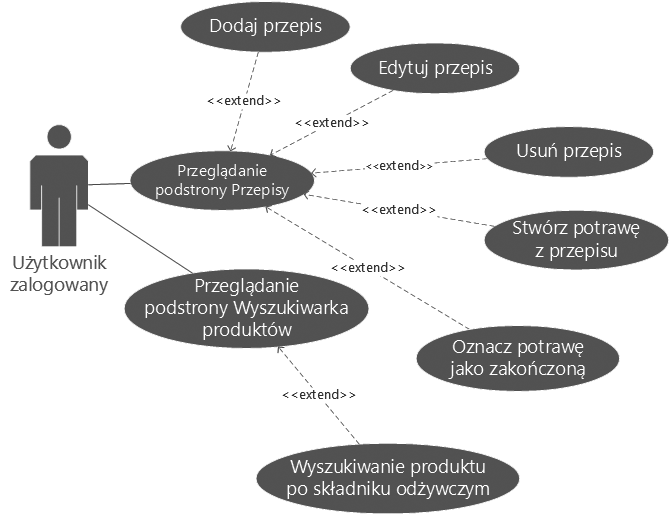 Dodaj przepis
Edytuj przepis
<<extend>>
<<extend>>
Usuń przepis
<<extend>>
Przeglądanie
podstrony Przepisy
<<extend>>
Stwórz potrawę
z przepisu
Użytkownik
zalogowany
<<extend>>
Przeglądanie
podstrony Wyszukiwarka
produktów
Oznacz potrawę
jako zakończoną
<<extend>>
Wyszukiwanie produktu
po składniku odżywczym